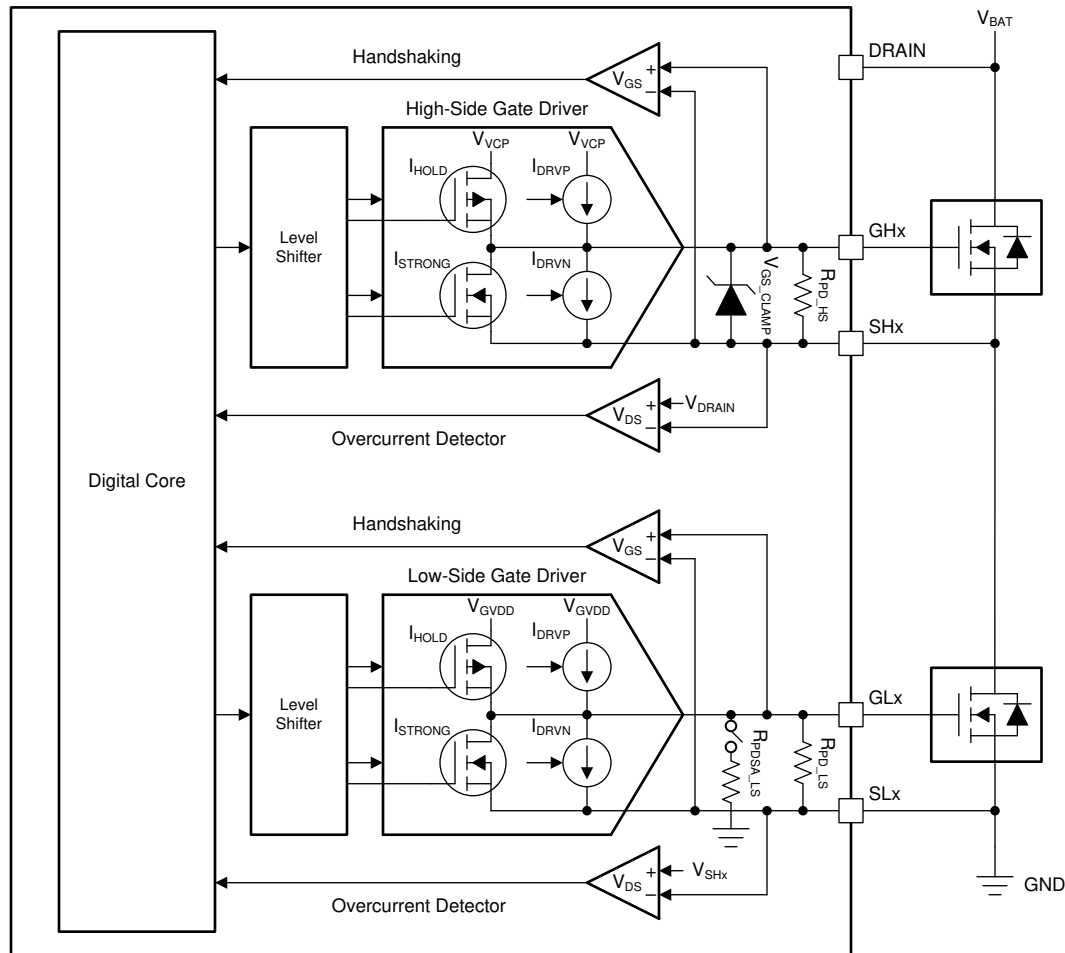 V_BAT
DRAIN
Handshaking
V_GS
+
−
High-Side Gate Driver
V_VCP
V_VCP
I_HOLD
I_DRVP
Level
Shifter
I_STRONG
I_DRVN
V_GS_CLAMP
R_PD_HS
GHx
SHx
V_DS
+
−
V_DRAIN
Overcurrent Detector
Digital Core
Handshaking
V_GS
+
−
Low-Side Gate Driver
V_GVDD
V_GVDD
I_HOLD
I_DRVP
Level
Shifter
I_STRONG
I_DRVN
R_PDSA_LS
R_PD_LS
GLx
SLx
V_DS
+
−
V_SHx
Overcurrent Detector
GND